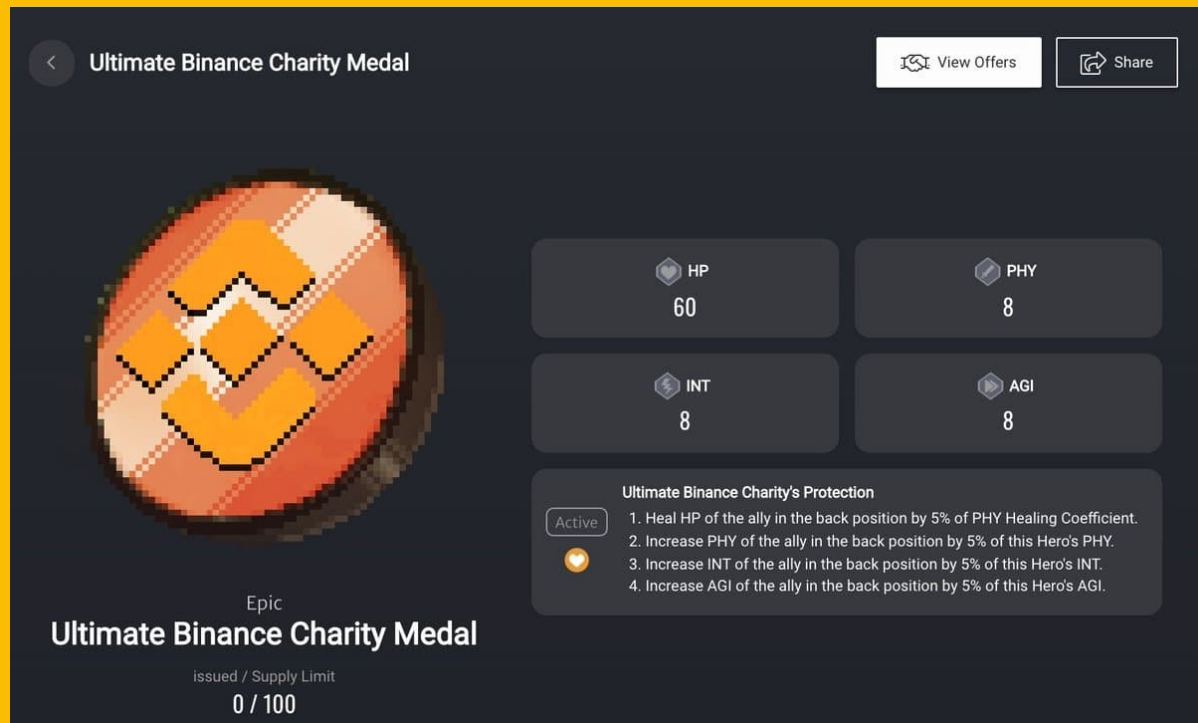 Ultimate Binance Charity Medal
View Offers
Share
HP
60
PHY
8
INT
8
AGI
8
Ultimate Binance Charity's Protection
Active
1. Heal HP of the ally in the back position by 5% of PHY Healing Coefficient.
2. Increase PHY of the ally in the back position by 5% of this Hero's PHY.
3. Increase INT of the ally in the back position by 5% of this Hero's INT.
4. Increase AGI of the ally in the back position by 5% of this Hero's AGI.
Epic
Ultimate Binance Charity Medal
issued / Supply Limit
0 / 100